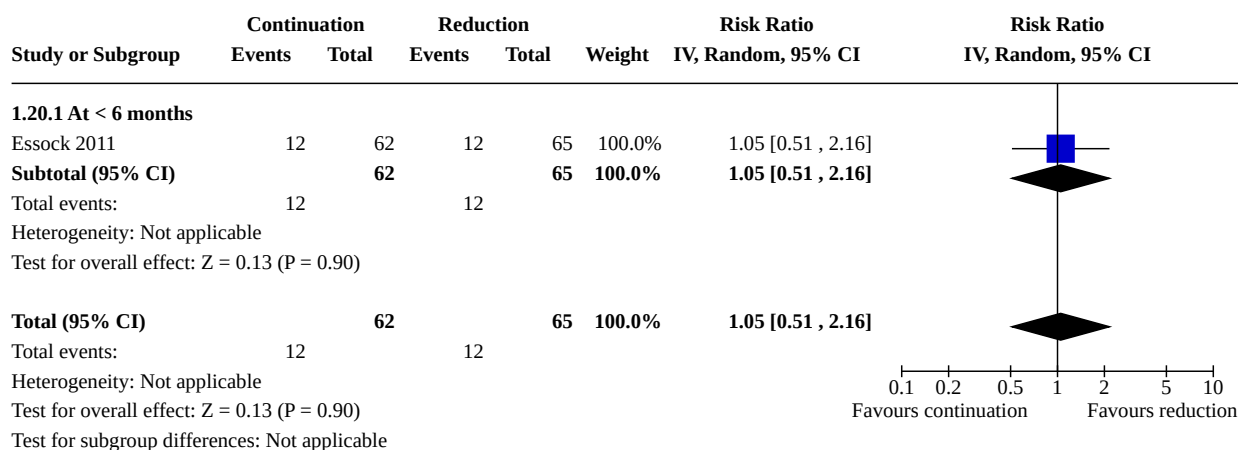 Continuation Reduction Risk Ratio Risk Ratio
Study or Subgroup Events Total Events Total Weight IV, Random, 95% CI IV, Random, 95% CI
1.20.1 At < 6 months
Essock 2011 12 62 12 65 100.0% 1.05 [0.51 , 2.16]
Subtotal (95% CI) 62 65 100.0% 1.05 [0.51 , 2.16]
Total events: 12 12
Heterogeneity: Not applicable
Test for overall effect: Z = 0.13 (P = 0.90)
Total (95% CI) 62 65 100.0% 1.05 [0.51 , 2.16]
Total events: 12 12
Heterogeneity: Not applicable
0.1 0.2 0.5 1 2 5 10
Test for overall effect: Z = 0.13 (P = 0.90) Favours continuation Favours reduction
Test for subgroup differences: Not applicable